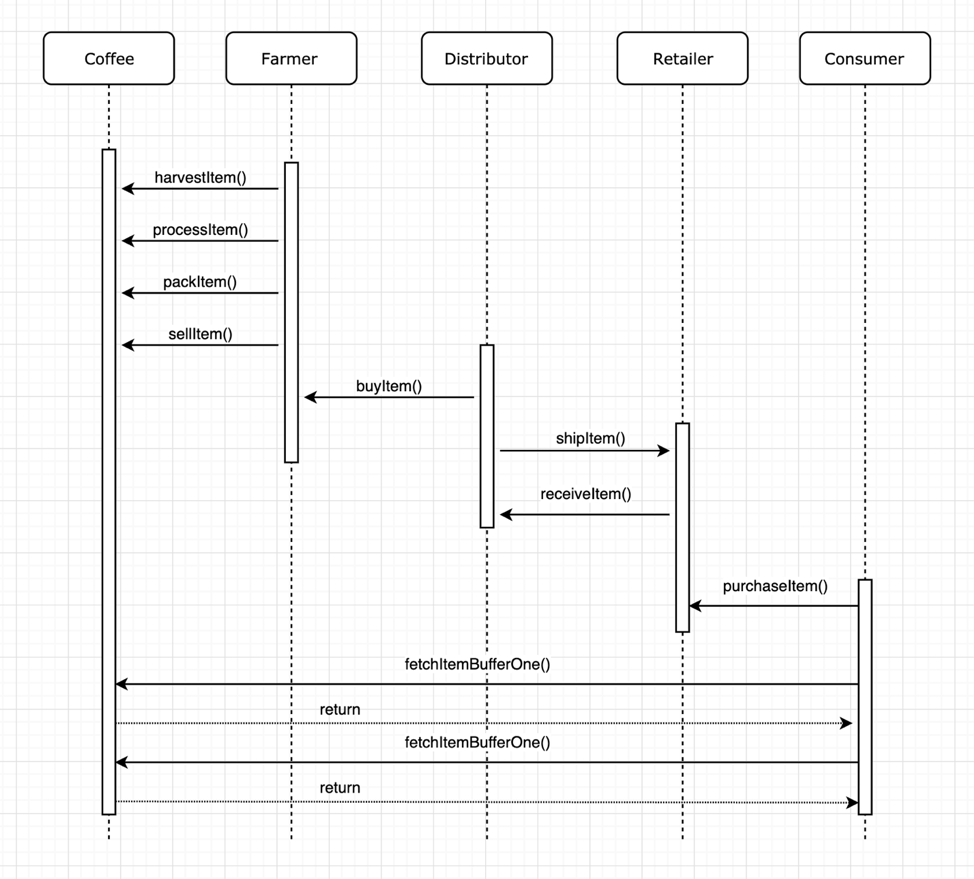 Coffee
Farmer
Distributor
Retailer
Consumer
harvestItem()
processItem()
packItem()
sellItem()
buyItem()
shipItem()
receiveItem()
purchaseItem()
fetchItemBufferOne()
return
fetchItemBufferOne()
return